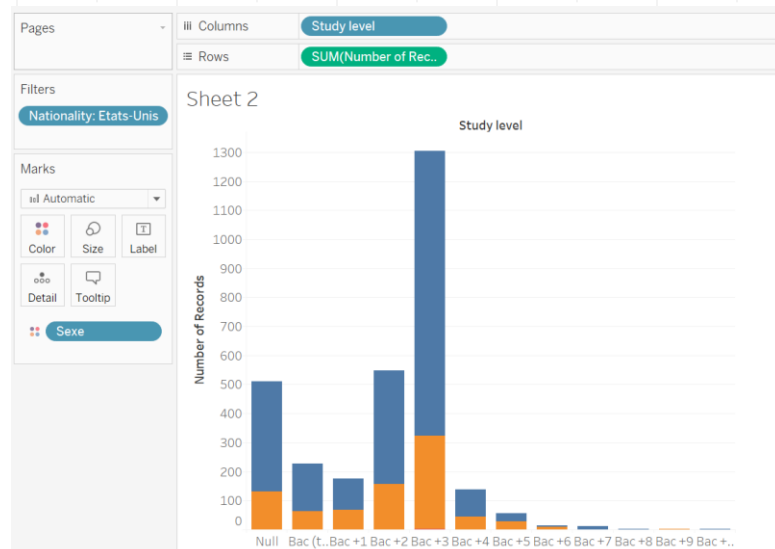 Pages
Columns
Study level
Rows
SUM(Number of Rec..
Filters
Nationality: Etats-Unis
Marks
Automatic
Color
Size
Label
Detail
Tooltip
Sexe
Sheet 2
Study level
Number of Records
1300
1200
1100
1000
900
800
700
600
500
400
300
200
100
0
Null Bac (t.. Bac +1 Bac +2 Bac +3 Bac +4 Bac +5 Bac +6 Bac +7 Bac +8 Bac +9 Bac +..